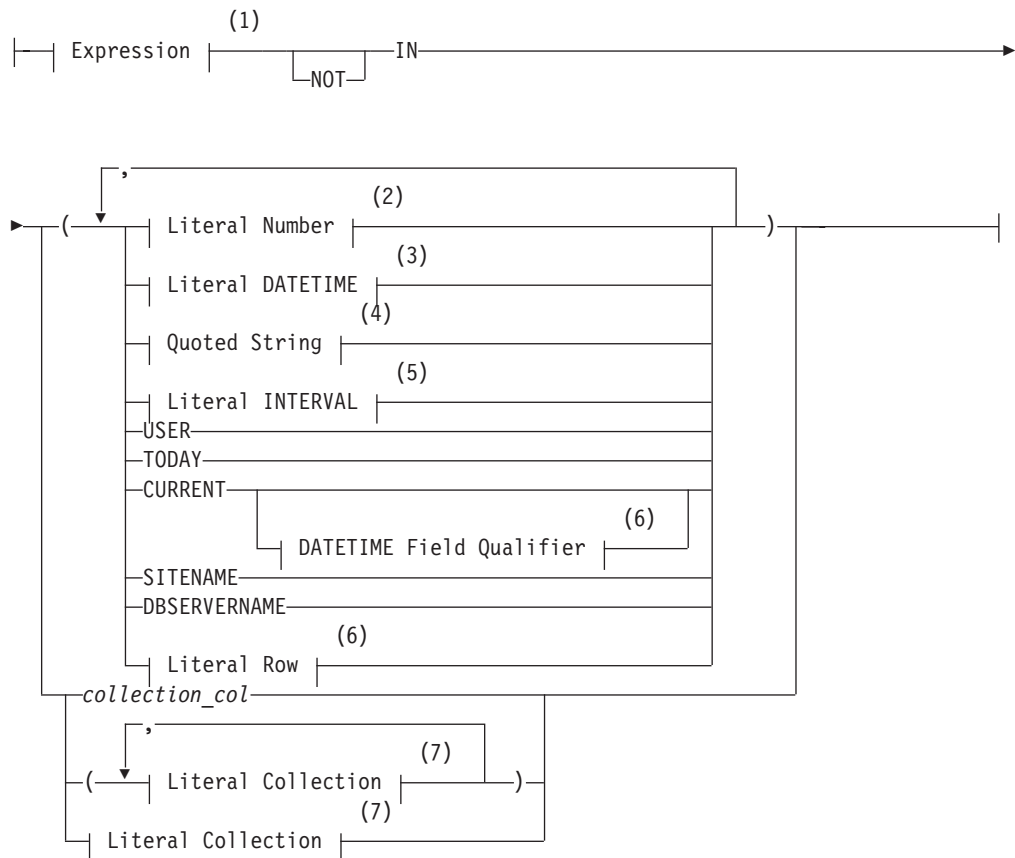 (1)
Expression
IN
NOT
,
(2)
( Literal Number )
(3)
Literal DATETIME
(4)
Quoted String
(5)
Literal INTERVAL
USER
TODAY
CURRENT
(6)
DATETIME Field Qualifier
SITENAME
DBSERVERNAME
(6)
Literal Row
collection_col
,
(7)
( Literal Collection )
(7)
Literal Collection